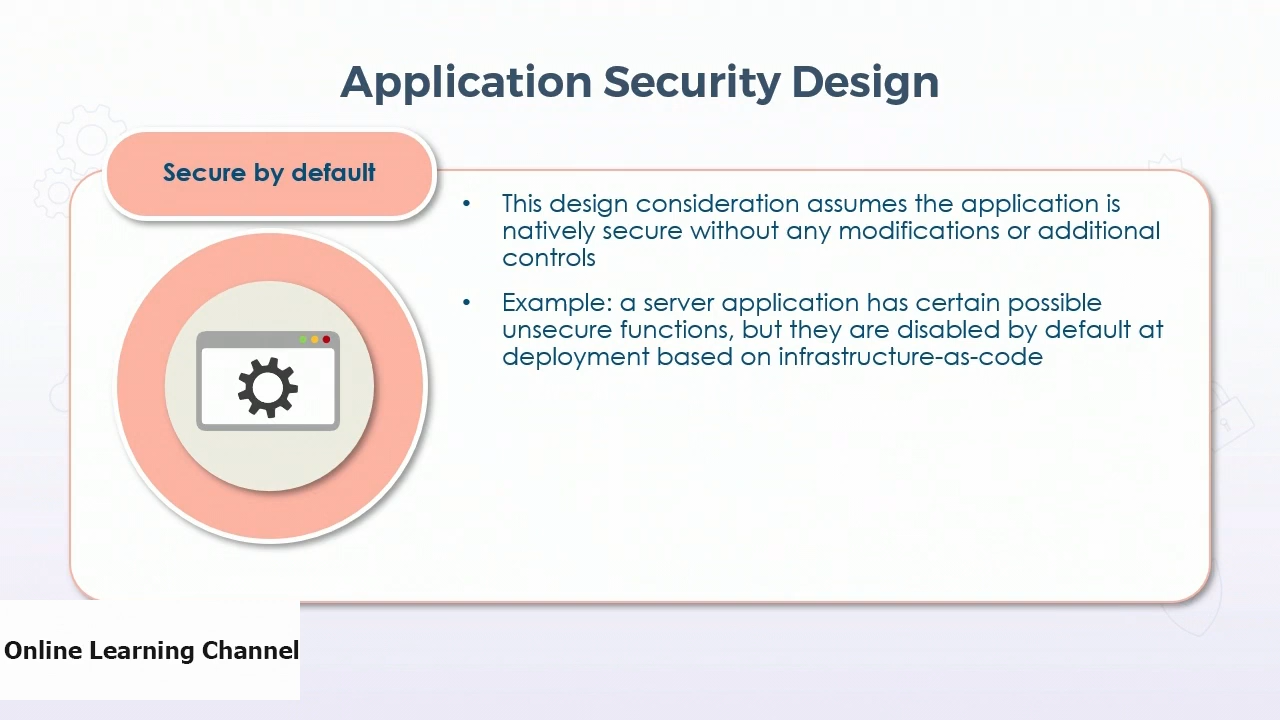 Application Security Design
Secure by default
• This design consideration assumes the application is
natively secure without any modifications or additional
controls
• Example: a server application has certain possible
unsecure functions, but they are disabled by default at
deployment based on infrastructure-as-code
Online Learning Channel